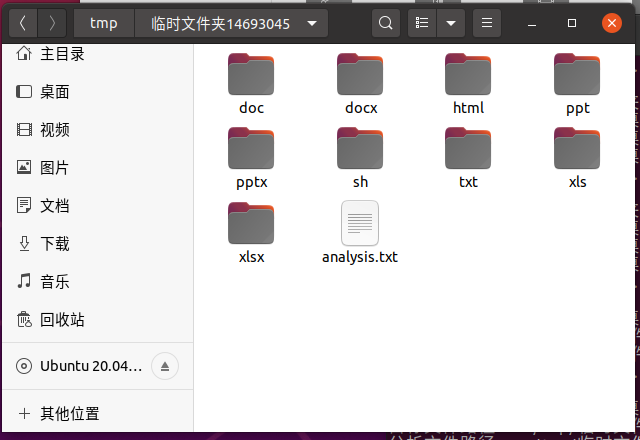 tmp 临时文件夹14693045
主目录
桌面
视频
图片
文档
下载
音乐
回收站
Ubuntu 20.04...
其他位置
doc docx html ppt
pptx sh txt xls
xlsx analysis.txt